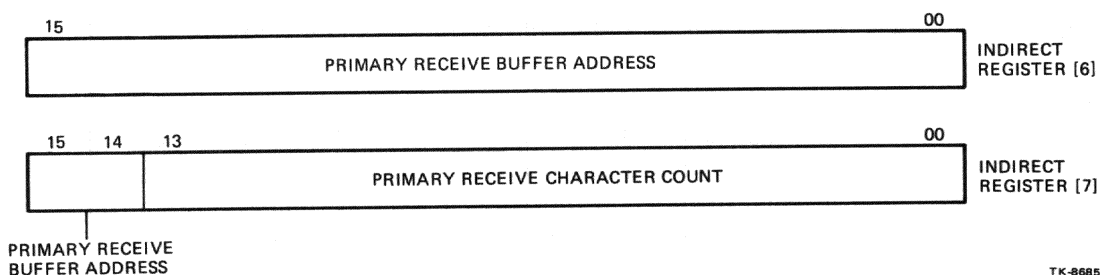 15 00
PRIMARY RECEIVE BUFFER ADDRESS
INDIRECT
REGISTER [6]
15 14 13 00
PRIMARY RECEIVE CHARACTER COUNT
INDIRECT
REGISTER [7]
PRIMARY RECEIVE
BUFFER ADDRESS
TK-8685